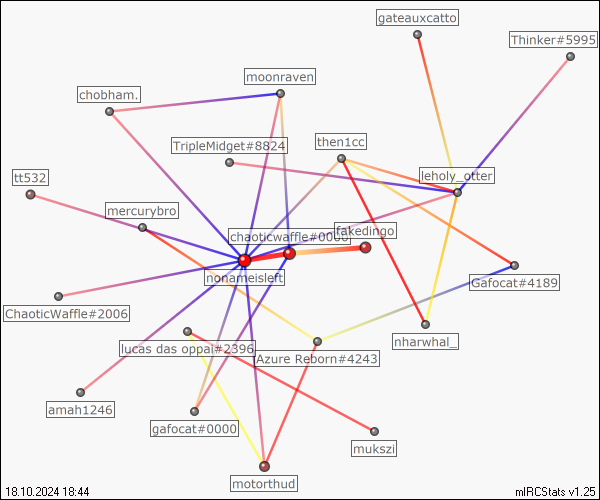 gateauxcatto
Thinker#5995
moonraven
chobham.
then1cc
TripleMidget#8824
leholy_otter
tt532
mercurybro
chaoticwaffle#0000
fakedingo
nonameisleft
Gafocat#4189
ChaoticWaffle#2006
nharwhal_
lucas das oppai#2396
Azure Reborn#4243
amah1246
gafocat#0000
mukszi
motorthud
18.10.2024 18:44
mIRCStats v1.25